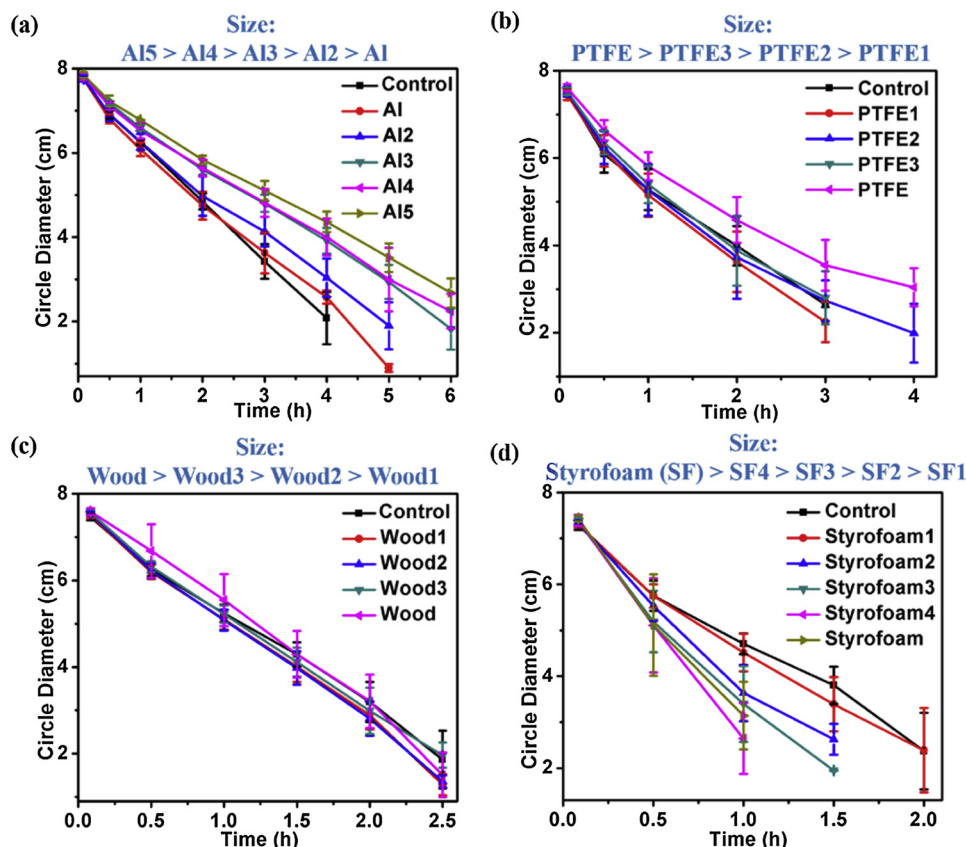 (a)
Size:
Al5 > Al4 > Al3 > Al2 > Al
Control
Al
Al2
Al3
Al4
Al5
8
6
4
2
0
1
2
3
4
5
6
Circle Diameter (cm)
Time (h)
(b)
Size:
PTFE > PTFE3 > PTFE2 > PTFE1
Control
PTFE1
PTFE2
PTFE3
PTFE
8
6
4
2
0
1
2
3
4
Circle Diameter (cm)
Time (h)
(c)
Size:
Wood > Wood3 > Wood2 > Wood1
Control
Wood1
Wood2
Wood3
Wood
8
6
4
2
0.0
0.5
1.0
1.5
2.0
2.5
Circle Diameter (cm)
Time (h)
(d)
Size:
Styrofoam (SF) > SF4 > SF3 > SF2 > SF1
Control
Styrofoam1
Styrofoam2
Styrofoam3
Styrofoam4
Styrofoam
8
6
4
2
0.0
0.5
1.0
1.5
2.0
Circle Diameter (cm)
Time (h)